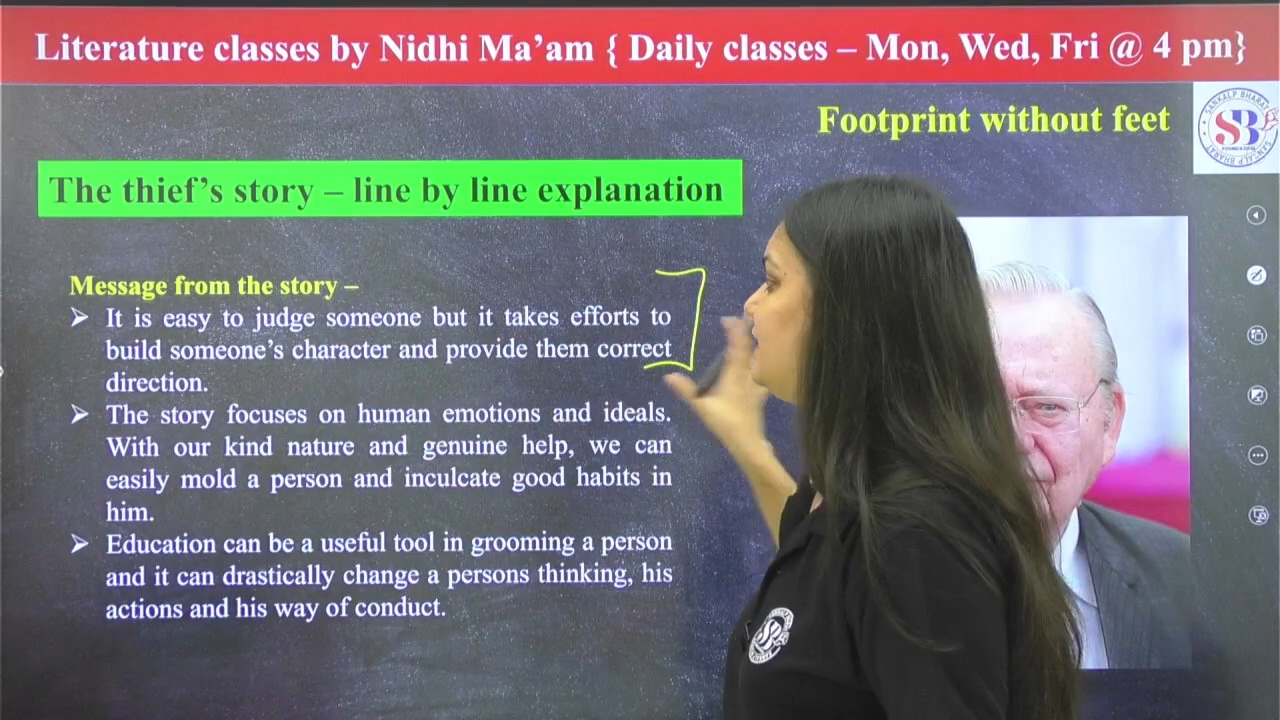 Literature classes by Nidhi Ma’am { Daily classes – Mon, Wed, Fri @ 4 pm}
Footprint without feet
SANKALP BHARAT
SB
FOUNDATION
The thief’s story – line by line explanation
Message from the story –
➢ It is easy to judge someone but it takes efforts to
build someone’s character and provide them correct
direction.
➢ The story focuses on human emotions and ideals.
With our kind nature and genuine help, we can
easily mold a person and inculcate good habits in
him.
➢ Education can be a useful tool in grooming a person
and it can drastically change a persons thinking, his
actions and his way of conduct.